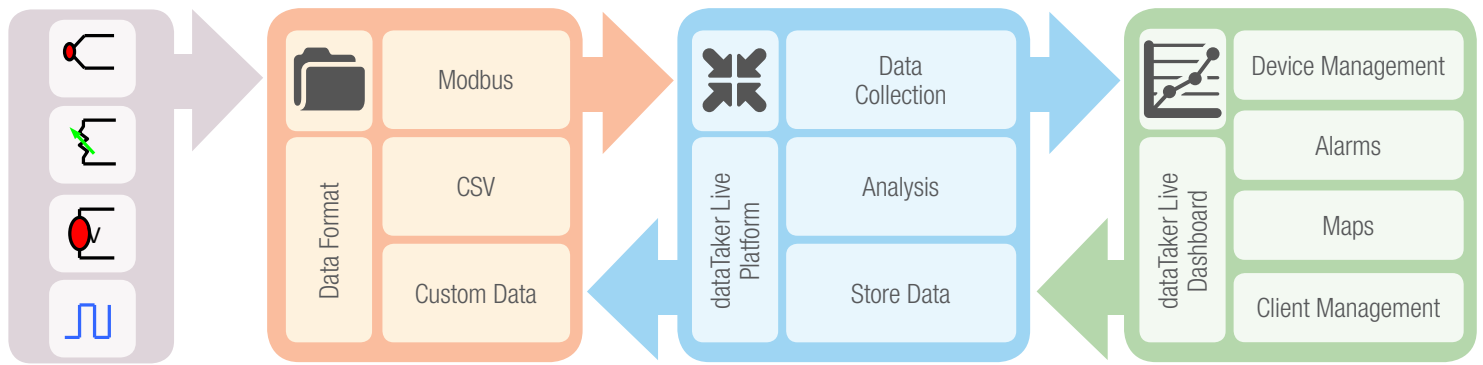 V
Data Format
Modbus
CSV
Custom Data
dataTaker Live
Platform
Data
Collection
Analysis
Store Data
dataTaker Live
Dashboard
Device Management
Alarms
Maps
Client Management